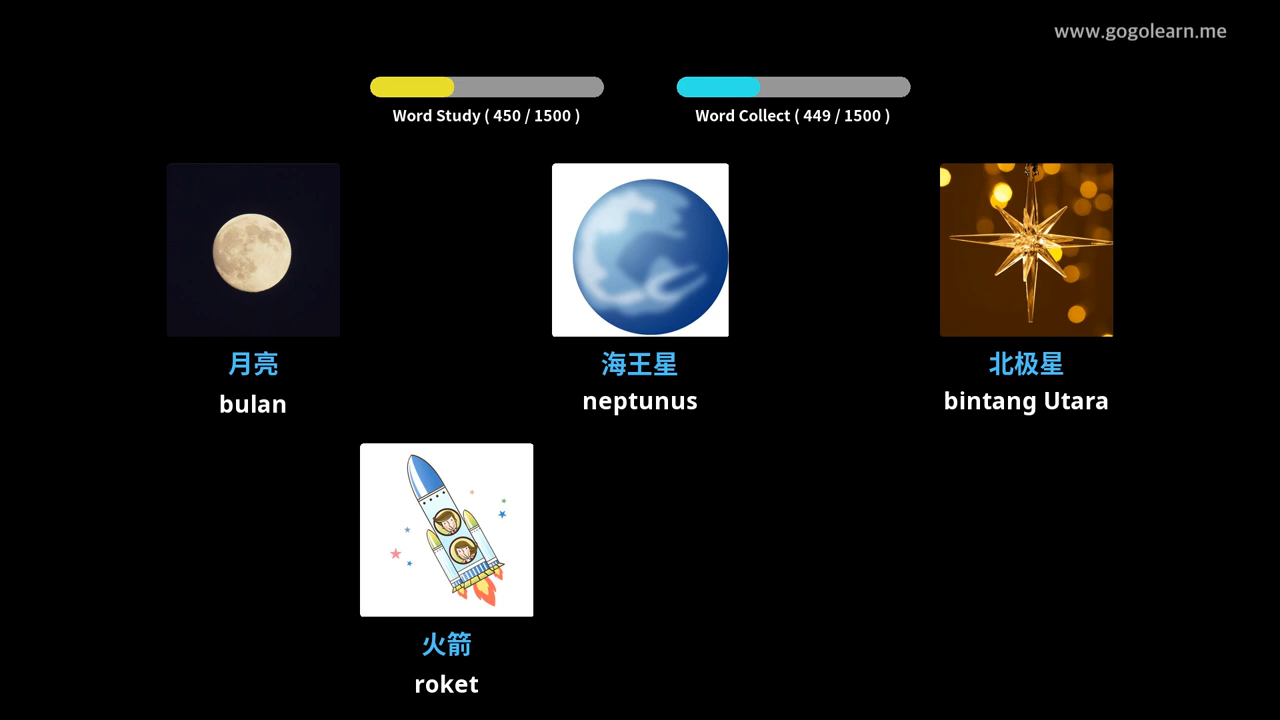 www.gogolearn.me
Word Study ( 450 / 1500 )
Word Collect ( 449 / 1500 )
月亮
bulan
海王星
neptunus
北极星
bintang Utara
火箭
roket